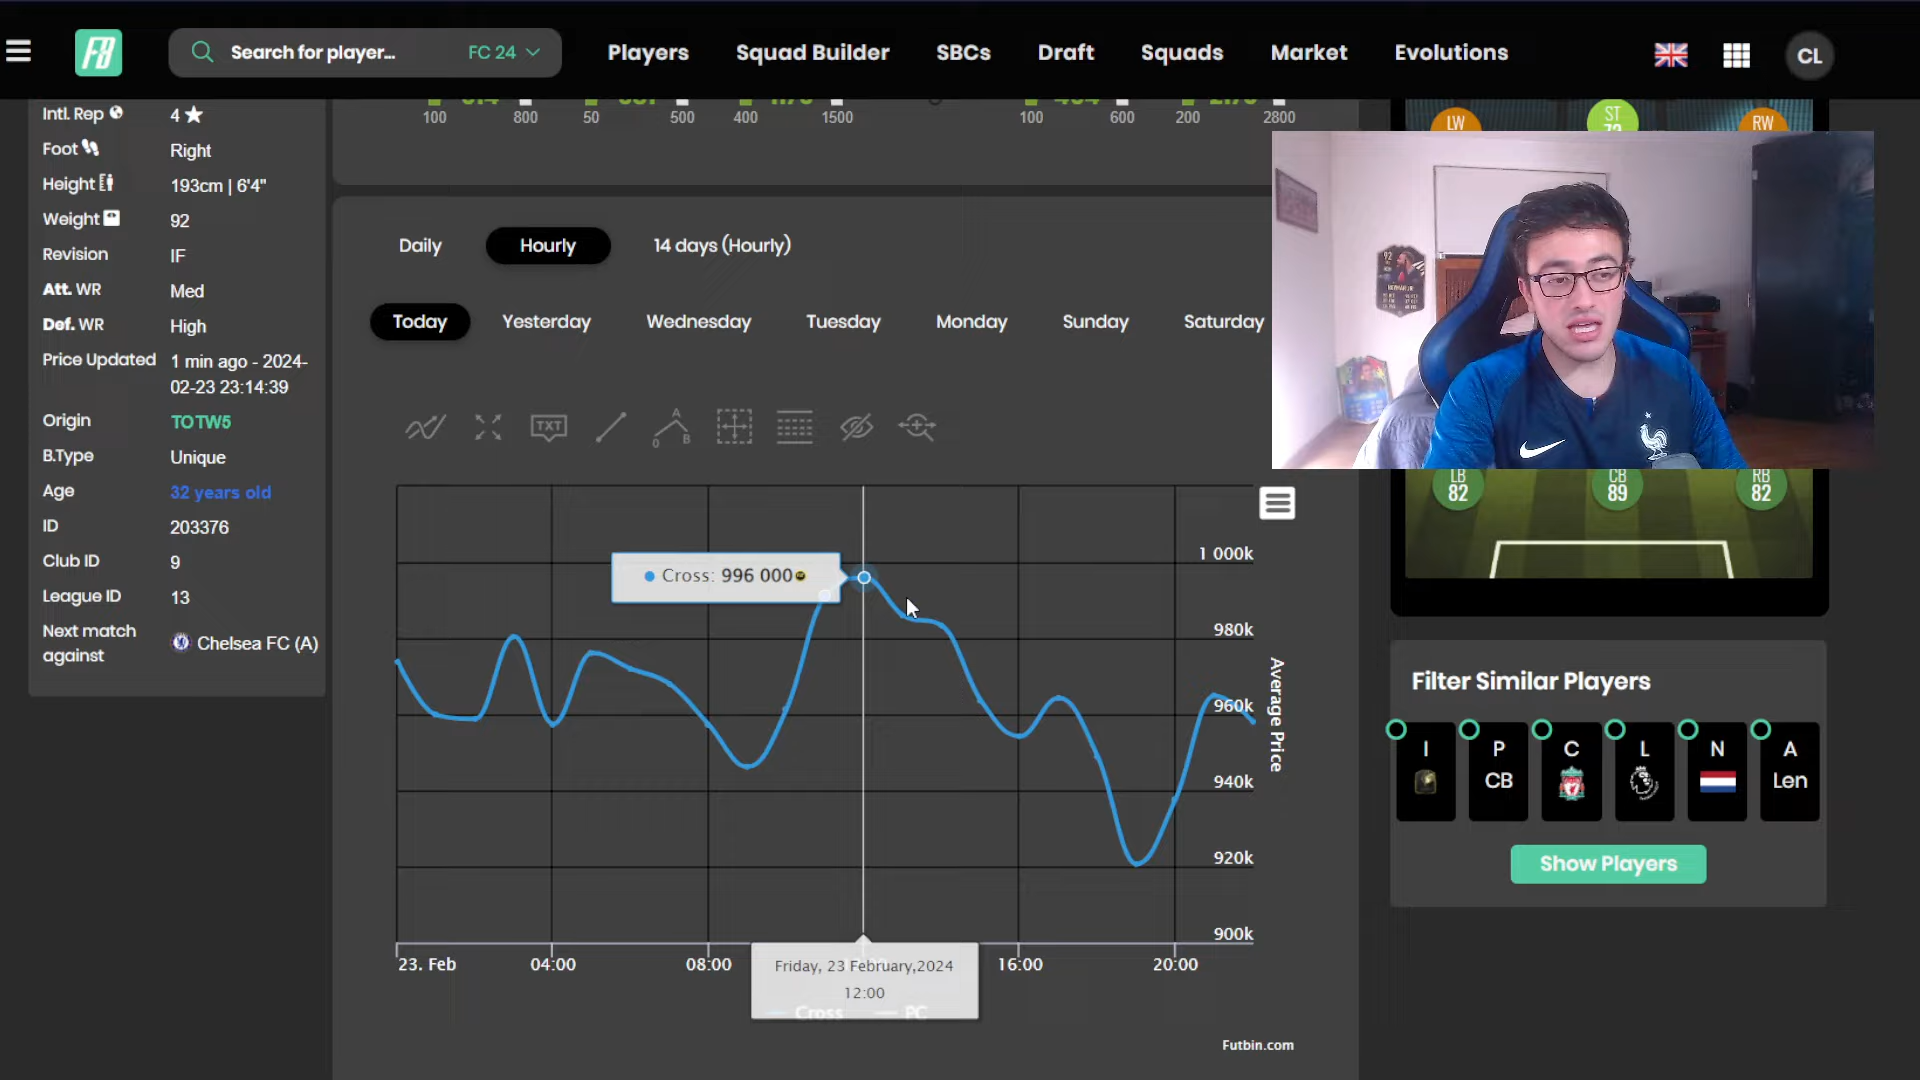 Search for player... FC 24
Players Squad Builder SBCs Draft Squads Market Evolutions CL
Intl. Rep 4
Foot Right
Height 193cm | 6'4"
Weight 92
Revision IF
Att. WR Med
Def. WR High
Price Updated 1 min ago - 2024-
02-23 23:14:39
Origin TOTW5
B.Type Unique
Age 32 years old
ID 203376
Club ID 9
League ID 13
Next match
against Chelsea FC (A)
100 800 50 500 400 1500 100 600 200 2800
Daily Hourly 14 days (Hourly)
Today Yesterday Wednesday Tuesday Monday Sunday Saturday
TXT
A
0 B
Cross: 996 000
1 000k
980k
960k
940k
920k
900k
Average Price
23. Feb 04:00 08:00 16:00 20:00
Friday, 23 February,2024
12:00
Cross PC
Futbin.com
LW ST RW
LB CB RB
82 89 82
Filter Similar Players
I P C L N A
CB Len
Show Players